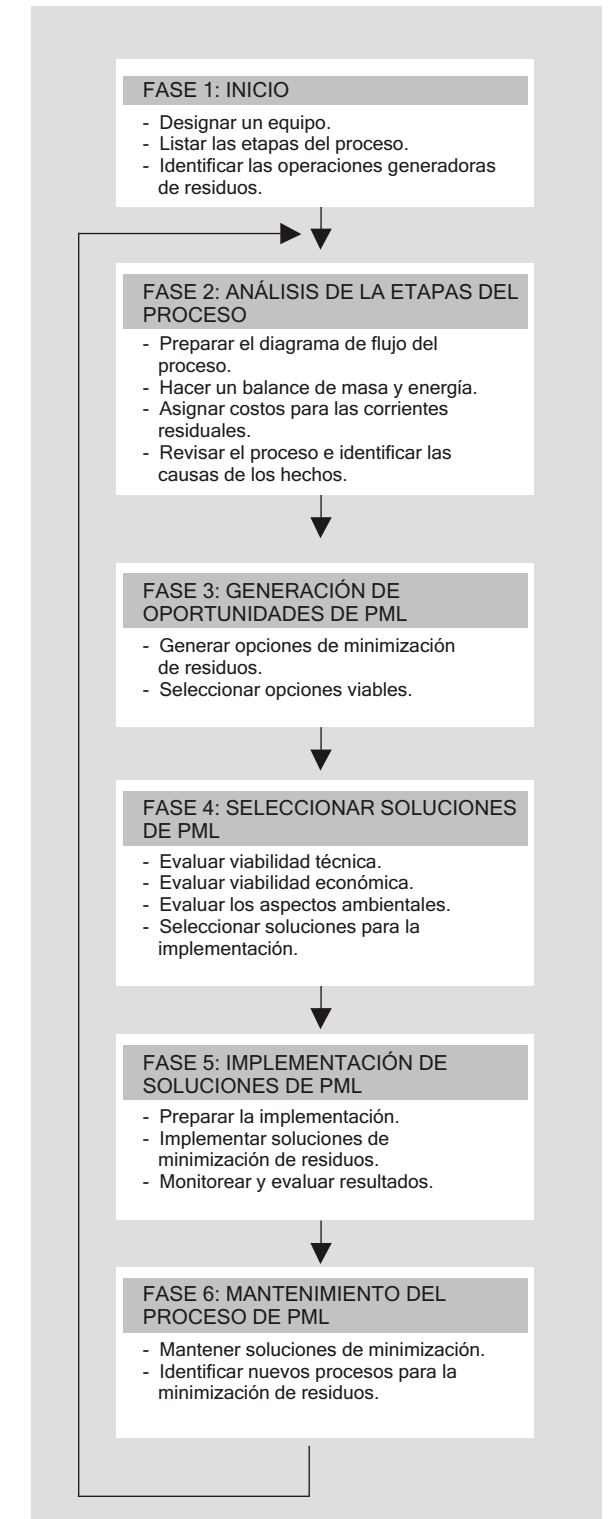 FASE 1: INICIO
- Designar un equipo.
- Listar las etapas del proceso.
- Identificar las operaciones generadoras
de residuos.
FASE 2: ANÁLISIS DE LA ETAPAS DEL
PROCESO
- Preparar el diagrama de flujo del
proceso.
- Hacer un balance de masa y energía.
- Asignar costos para las corrientes
residuales.
- Revisar el proceso e identificar las
causas de los hechos.
FASE 3: GENERACIÓN DE
OPORTUNIDADES DE PML
- Generar opciones de minimización
de residuos.
- Seleccionar opciones viables.
FASE 4: SELECCIONAR SOLUCIONES
DE PML
- Evaluar viabilidad técnica.
- Evaluar viabilidad económica.
- Evaluar los aspectos ambientales.
- Seleccionar soluciones para la
implementación.
FASE 5: IMPLEMENTACIÓN DE
SOLUCIONES DE PML
- Preparar la implementación.
- Implementar soluciones de
minimización de residuos.
- Monitorear y evaluar resultados.
FASE 6: MANTENIMIENTO DEL
PROCESO DE PML
- Mantener soluciones de minimización.
- Identificar nuevos procesos para la
minimización de residuos.